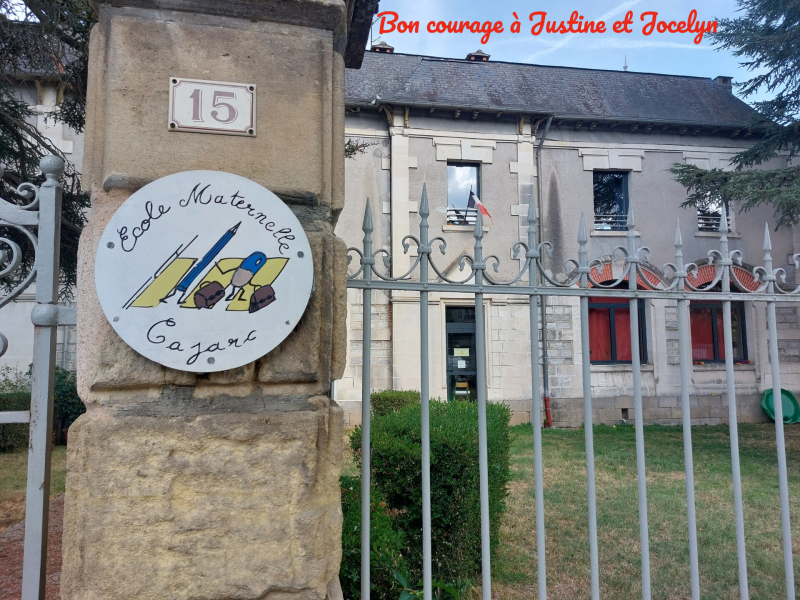 Bon courage à Justine et Jocelyn
15
Ecole Maternelle
Cajarc